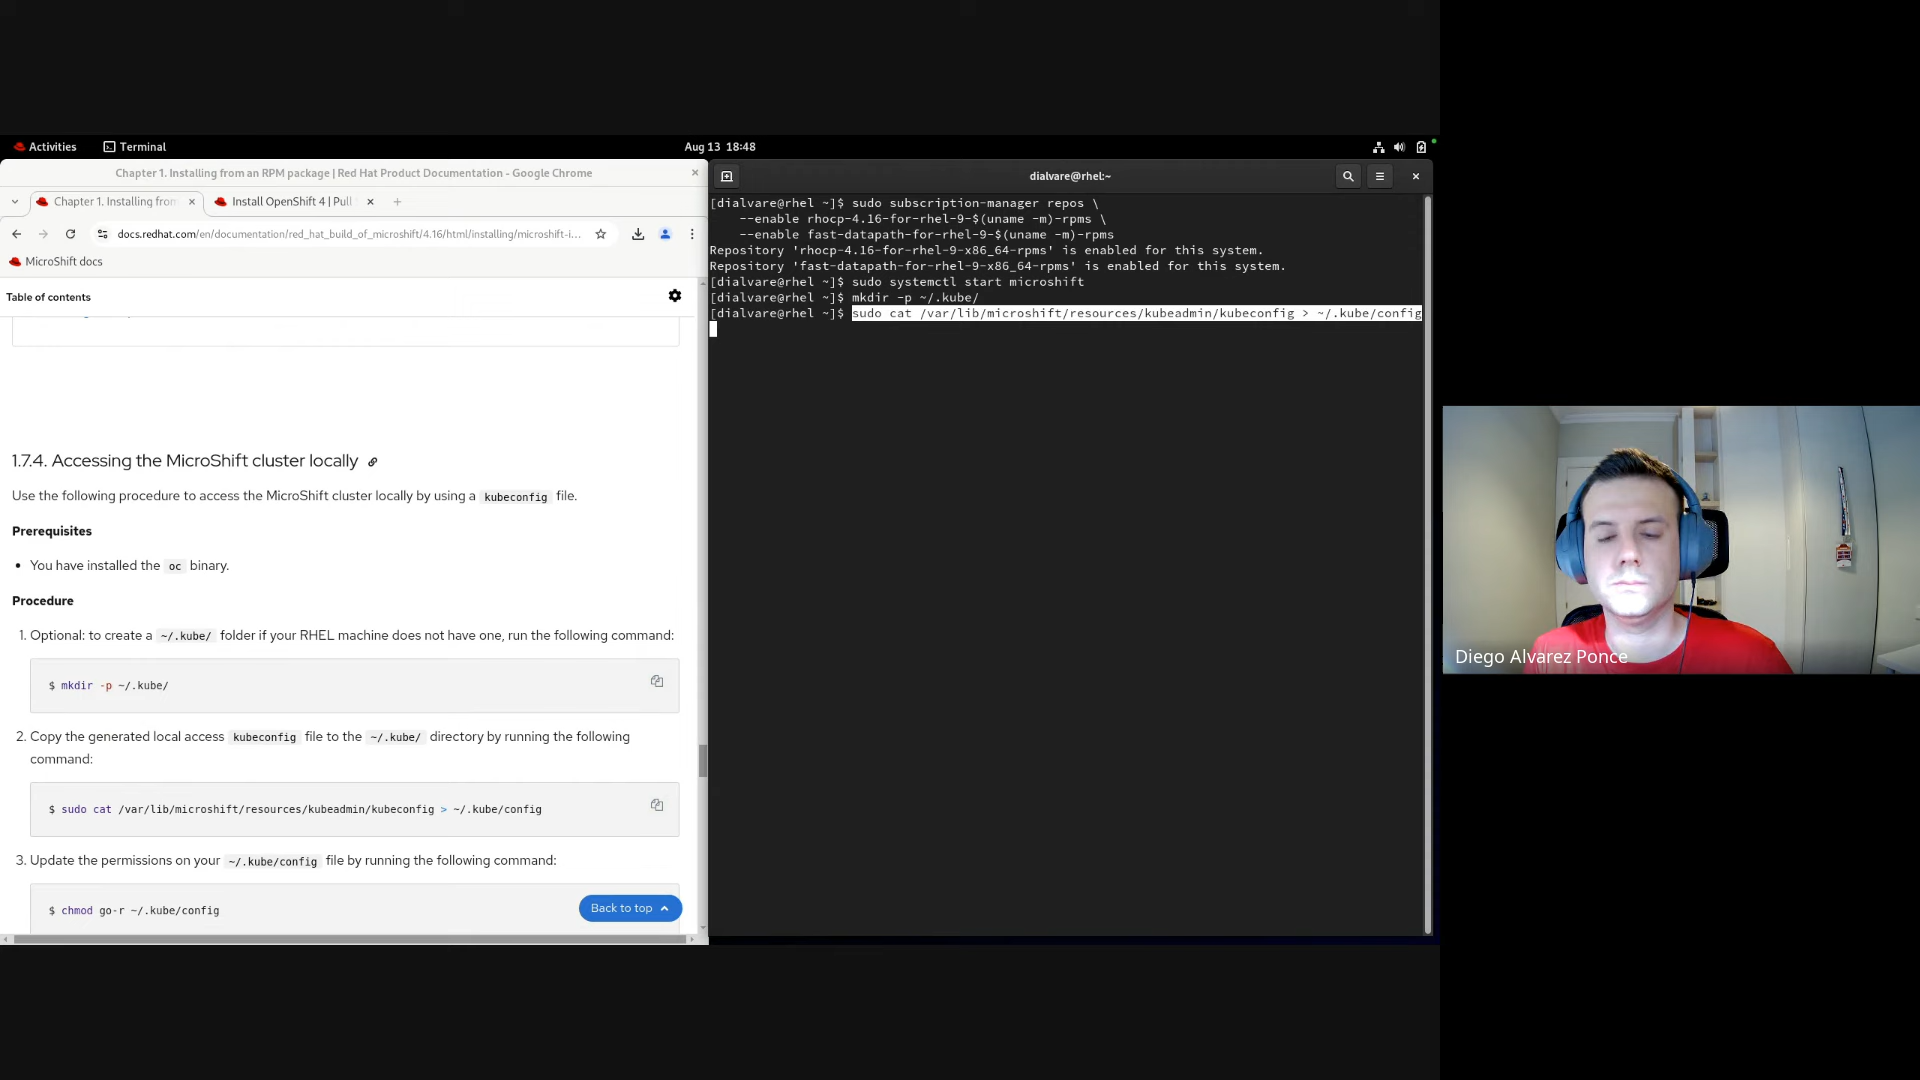 Activities
Terminal
Aug 13 18:48
Chapter 1. Installing from an RPM package | Red Hat Product Documentation - Google Chrome
Chapter 1. Installing from
Install OpenShift 4 | Pull
docs.redhat.com/en/documentation/red_hat_build_of_microshift/4.16/html/installing/microshift-i...
MicroShift docs
Table of contents
1.7.4. Accessing the MicroShift cluster locally
Use the following procedure to access the MicroShift cluster locally by using a kubeconfig file.
Prerequisites
• You have installed the oc binary.
Procedure
1. Optional: to create a ~/.kube/ folder if your RHEL machine does not have one, run the following command:
$ mkdir -p ~/.kube/
2. Copy the generated local access kubeconfig file to the ~/.kube/ directory by running the following
command:
$ sudo cat /var/lib/microshift/resources/kubeadmin/kubeconfig > ~/.kube/config
3. Update the permissions on your ~/.kube/config file by running the following command:
$ chmod go-r ~/.kube/config
Back to top
dialvare@rhel:~
[dialvare@rhel ~]$ sudo subscription-manager repos \
--enable rhocp-4.16-for-rhel-9-$(uname -m)-rpms \
--enable fast-datapath-for-rhel-9-$(uname -m)-rpms
Repository 'rhocp-4.16-for-rhel-9-x86_64-rpms' is enabled for this system.
Repository 'fast-datapath-for-rhel-9-x86_64-rpms' is enabled for this system.
[dialvare@rhel ~]$ sudo systemctl start microshift
[dialvare@rhel ~]$ mkdir -p ~/.kube/
[dialvare@rhel ~]$ sudo cat /var/lib/microshift/resources/kubeadmin/kubeconfig > ~/.kube/config
Diego Alvarez Ponce